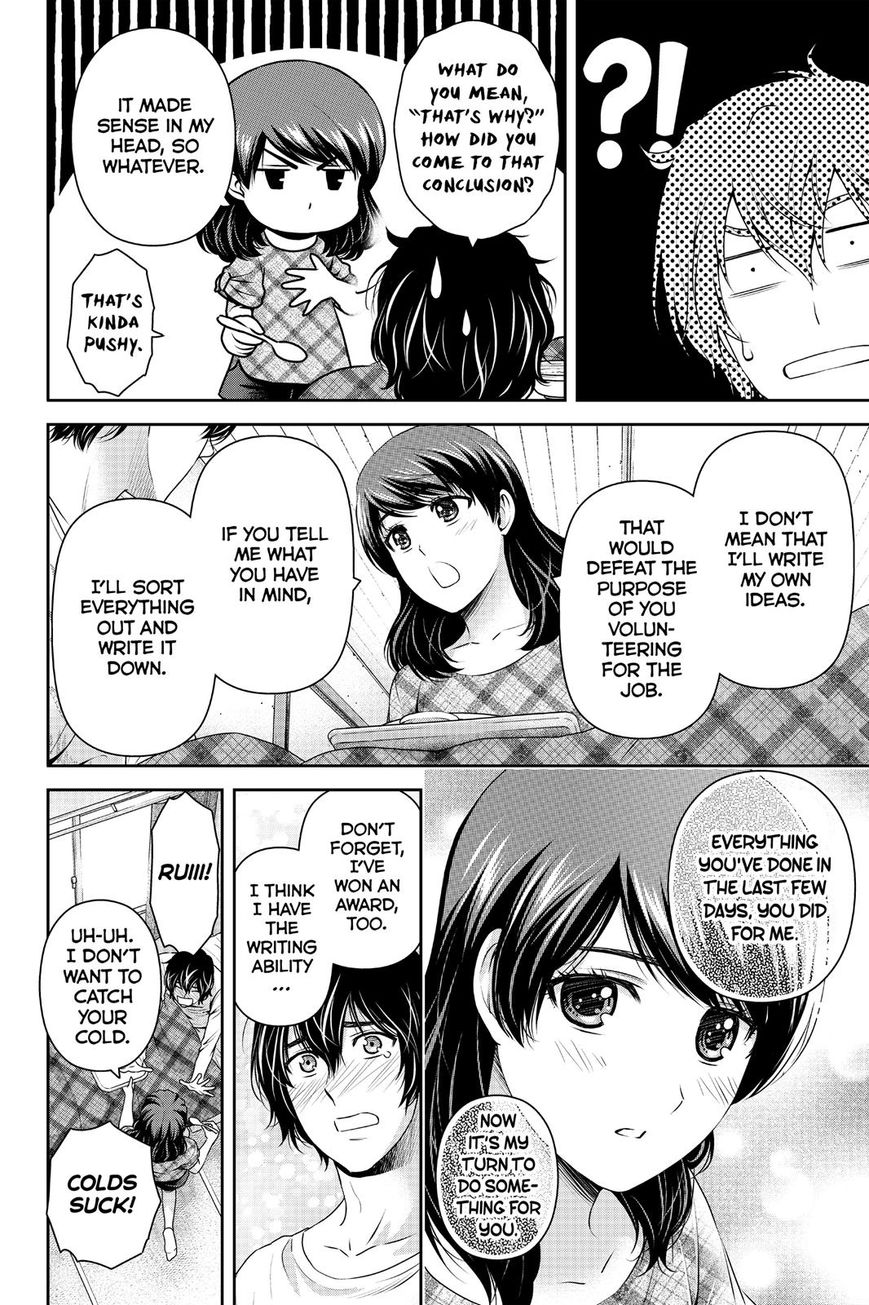 ?!
WHAT DO
YOU MEAN,
"THAT'S WHY?"
HOW DID YOU
COME TO THAT
CONCLUSION?
IT MADE
SENSE IN MY
HEAD, SO
WHATEVER.
THAT'S
KINDA
PUSHY.
I DON'T
MEAN THAT
I'LL WRITE
MY OWN
IDEAS.
THAT
WOULD
DEFEAT THE
PURPOSE
OF YOU
VOLUN-
TEERING
FOR THE
JOB.
IF YOU TELL
ME WHAT
YOU HAVE
IN MIND,
I'LL SORT
EVERYTHING
OUT AND
WRITE IT
DOWN.
EVERYTHING
YOU'VE DONE IN
THE LAST FEW
DAYS, YOU DID
FOR ME.
NOW
IT'S MY
TURN TO
DO SOME-
THING FOR
YOU.
DON'T
FORGET,
I'VE
WON AN
AWARD,
TOO.
I THINK
I HAVE
THE
WRITING
ABILITY
...
RUIII!
UH-UH.
I DON'T
WANT TO
CATCH
YOUR
COLD.
COLDS
SUCK!